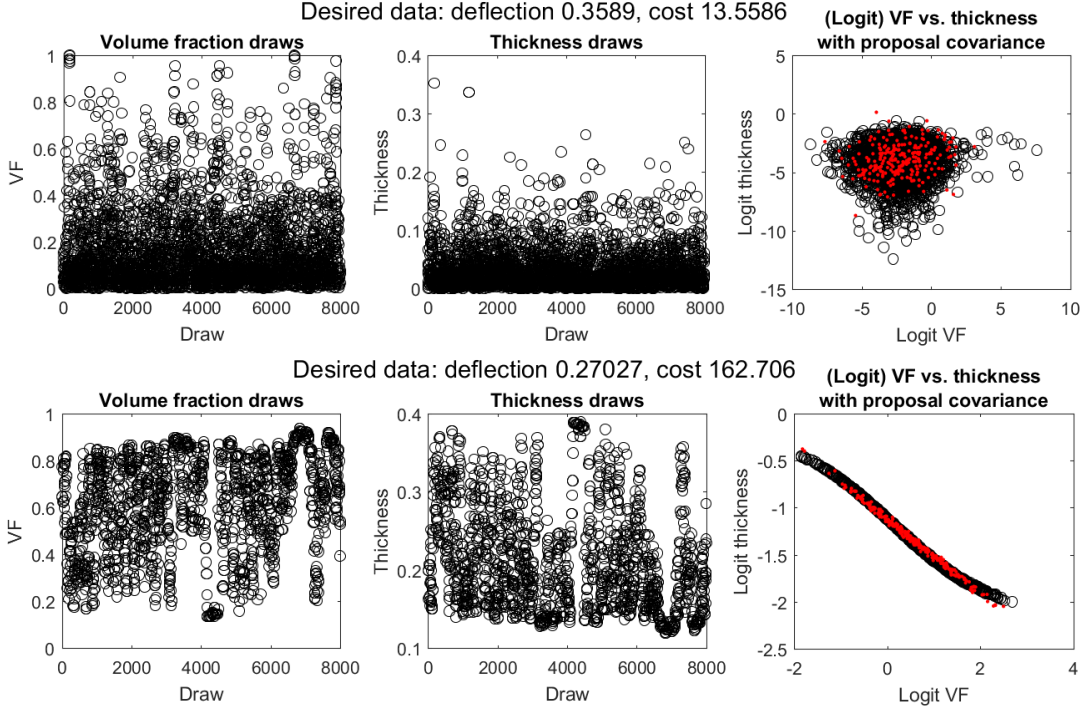 Desired data: deflection 0.3589, cost 13.5586
Volume fraction draws
1
0.8
0.6
0.4
0.2
0
VF
0 2000 4000 6000 8000
Draw
Thickness draws
0.4
0.3
0.2
0.1
0
Thickness
0 2000 4000 6000 8000
Draw
(Logit) VF vs. thickness
with proposal covariance
5
0
-5
-10
-15
Logit thickness
-10 -5 0 5 10
Logit VF
Desired data: deflection 0.27027, cost 162.706
Volume fraction draws
1
0.8
0.6
0.4
0.2
0
VF
0 2000 4000 6000 8000
Draw
Thickness draws
0.4
0.3
0.2
0.1
Thickness
0 2000 4000 6000 8000
Draw
(Logit) VF vs. thickness
with proposal covariance
0
-0.5
-1
-1.5
-2
-2.5
Logit thickness
-2 0 2 4
Logit VF